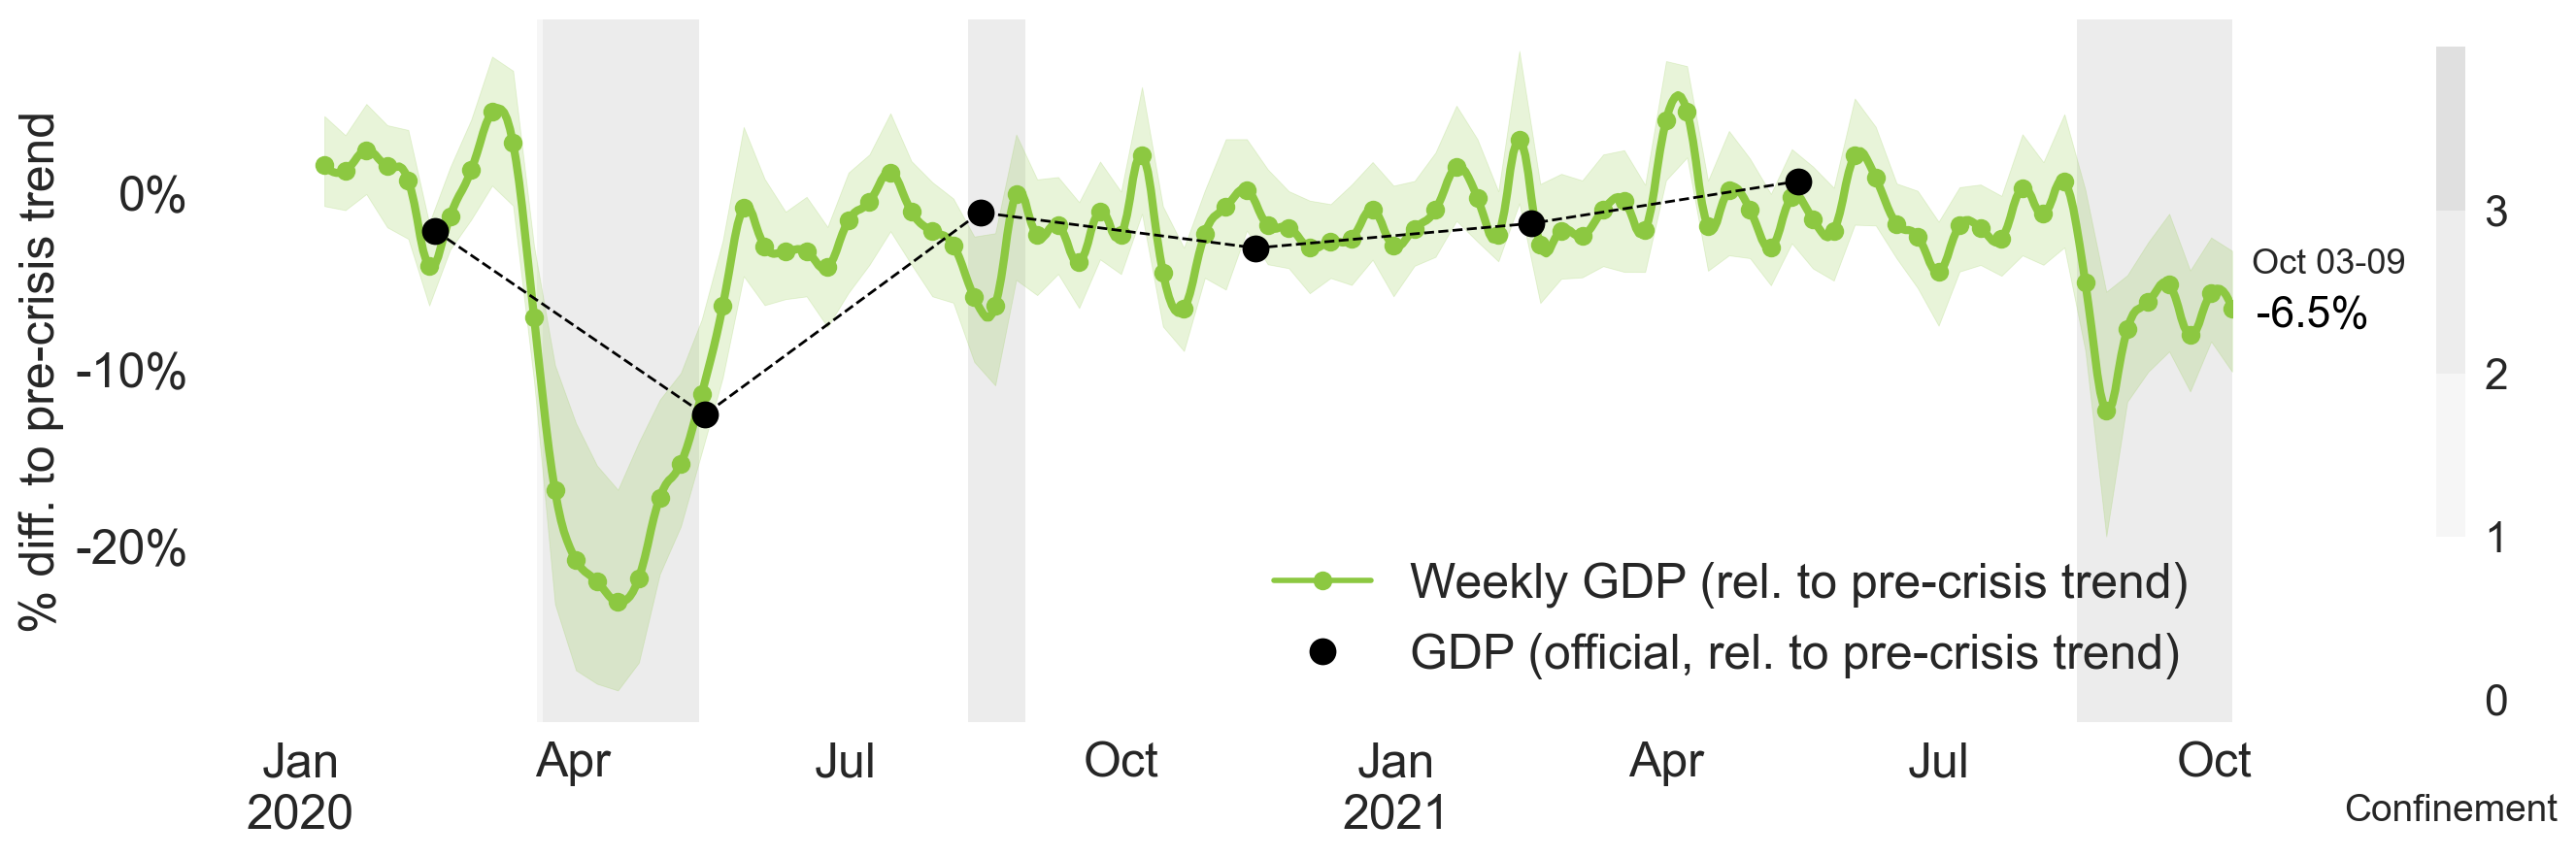 % diff. to pre-crisis trend
0%
-10%
-20%
Oct 03-09
-6.5%
Weekly GDP (rel. to pre-crisis trend)
GDP (official, rel. to pre-crisis trend)
Jan
2020
Apr
Jul
Oct
Jan
2021
Apr
Jul
Oct
3
2
1
0
Confinement